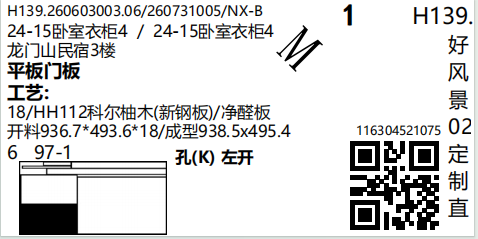 H139.260603003.06/260731005/NX-B
24-15卧室衣柜4 / 24-15卧室衣柜4
龙门山民宿3楼
平板门板
工艺:
18/HH112科尔柚木(新钢板)/净醛板
开料936.7*493.6*18/成型938.5x495.4
6 97-1
孔(K) 左开
M
1
116304521075
H139.
好
风
景
02
定
制
直